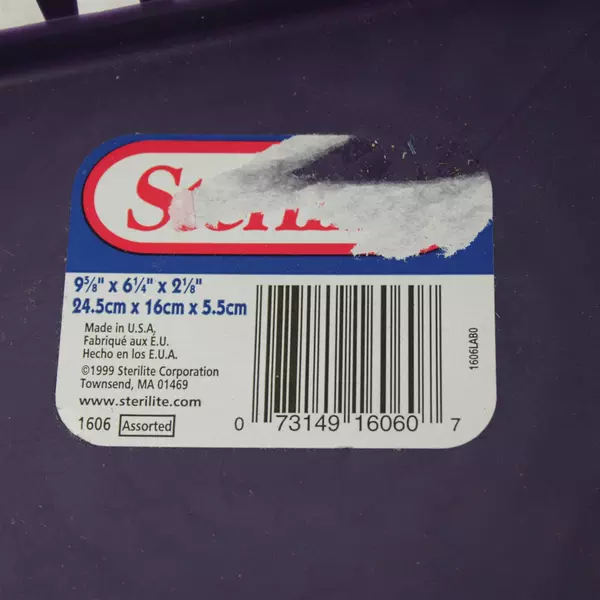 Sterilite
9⅝" x 6¼" x 2⅛"
24.5cm x 16cm x 5.5cm
Made in U.S.A.
Fabriqué aux É.U.
Hecho en los E.U.A.
©1999 Sterilite Corporation
Townsend, MA 01469
www.sterilite.com
1606 Assorted
0 73149 16060 7
1606LAB0